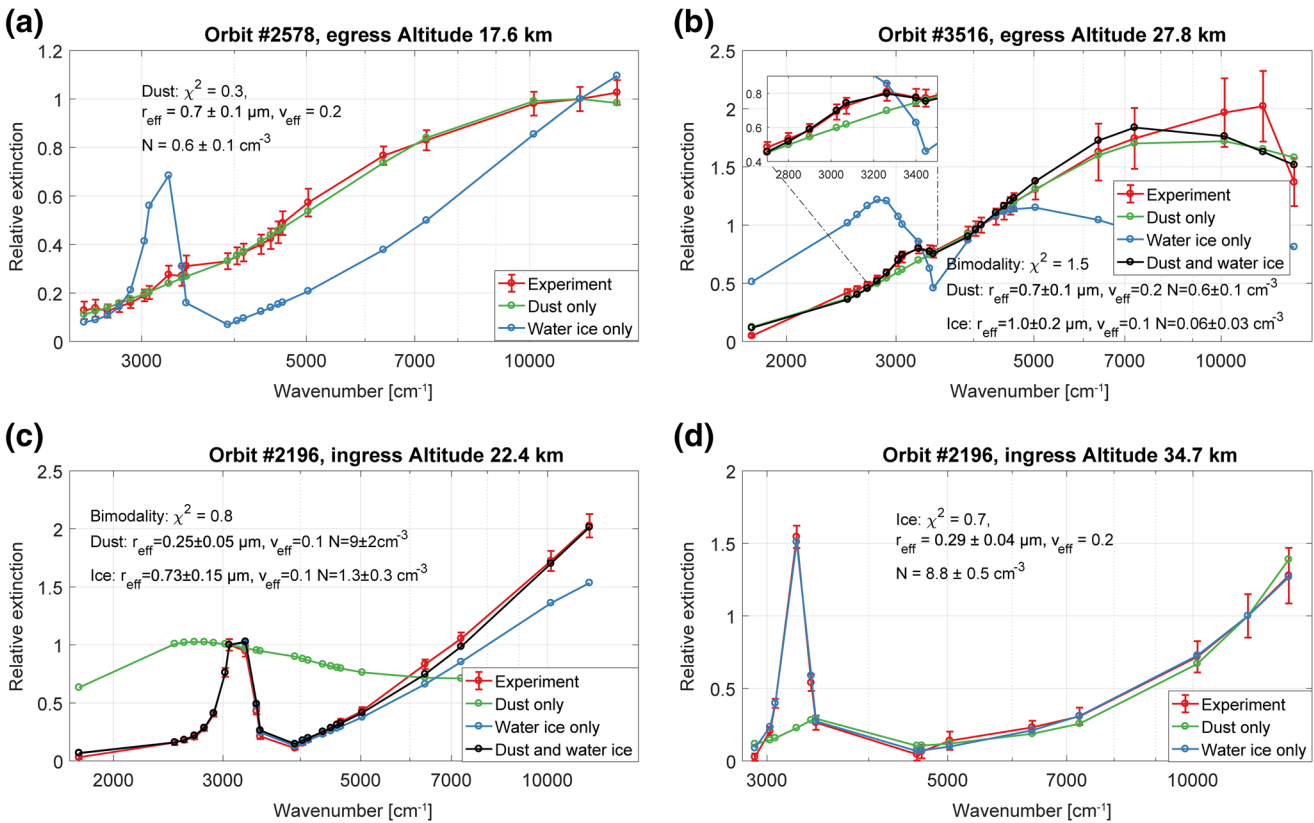 (a)
Orbit #2578, egress Altitude 17.6 km
Relative extinction
1.2
1.0
0.8
0.6
0.4
0.2
0
Dust: χ² = 0.3,
r_eff = 0.7 ± 0.1 µm, v_eff = 0.2
N = 0.6 ± 0.1 cm⁻³
Experiment
Dust only
Water ice only
3000 5000 7000 10000
Wavenumber [cm⁻¹]
(b)
Orbit #3516, egress Altitude 27.8 km
Relative extinction
2.5
2
1.5
1
0.5
0
0.8
0.6
0.4
2800 3000 3200 3400
Experiment
Dust only
Water ice only
Dust and water ice
Bimodality: χ² = 1.5
Dust: r_eff=0.7±0.1 µm, v_eff=0.2 N=0.6±0.1 cm⁻³
Ice: r_eff=1.0±0.2 µm, v_eff=0.1 N=0.06±0.03 cm⁻³
2000 3000 5000 7000 10000
Wavenumber [cm⁻¹]
(c)
Orbit #2196, ingress Altitude 22.4 km
Relative extinction
2.5
2
1.5
1
0.5
0
Bimodality: χ² = 0.8
Dust: r_eff=0.25±0.05 µm, v_eff=0.1 N=9±2cm⁻³
Ice: r_eff=0.73±0.15 µm, v_eff=0.1 N=1.3±0.3 cm⁻³
Experiment
Dust only
Water ice only
Dust and water ice
2000 3000 5000 7000 10000
Wavenumber [cm⁻¹]
(d)
Orbit #2196, ingress Altitude 34.7 km
Relative extinction
2
1.5
1
0.5
0
Ice: χ² = 0.7,
r_eff = 0.29 ± 0.04 µm, v_eff = 0.2
N = 8.8 ± 0.5 cm⁻³
Experiment
Dust only
Water ice only
3000 5000 7000 10000
Wavenumber [cm⁻¹]